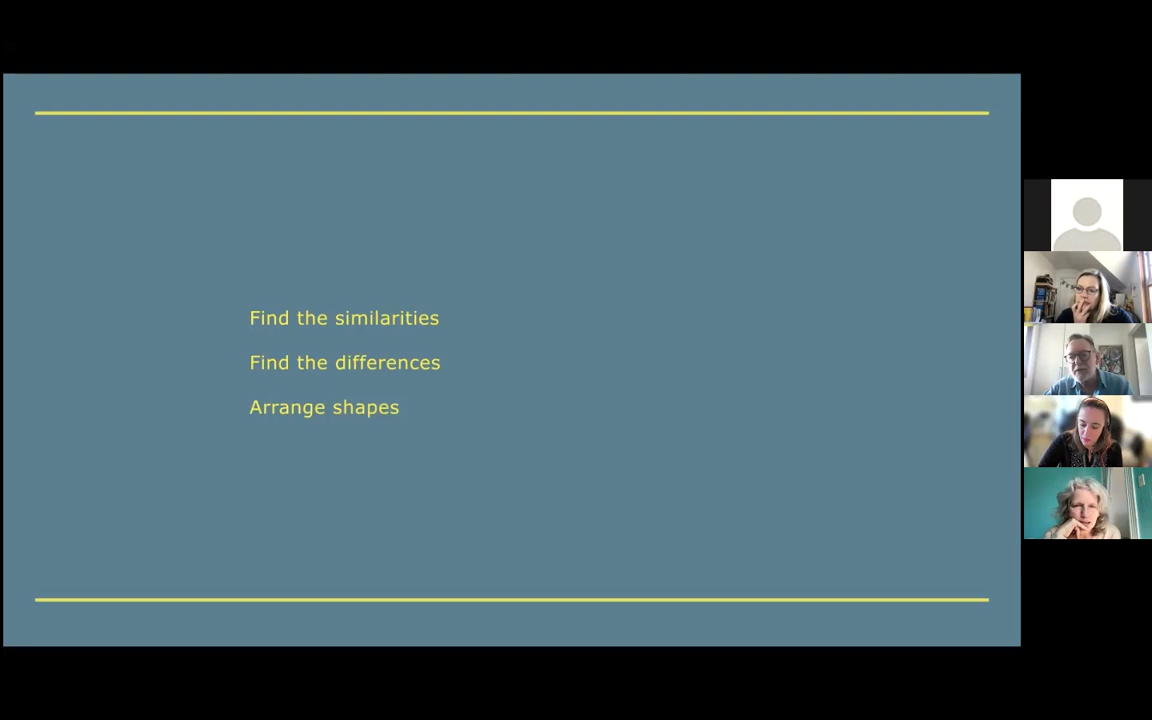 Find the similarities
Find the differences
Arrange shapes